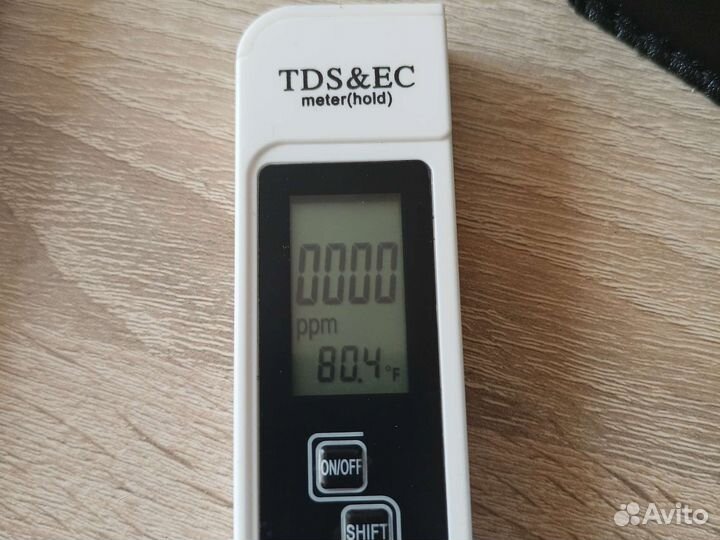 TDS&EC
meter(hold)
0000
ppm
80.4°F
ON/OFF
SHIFT
Avito